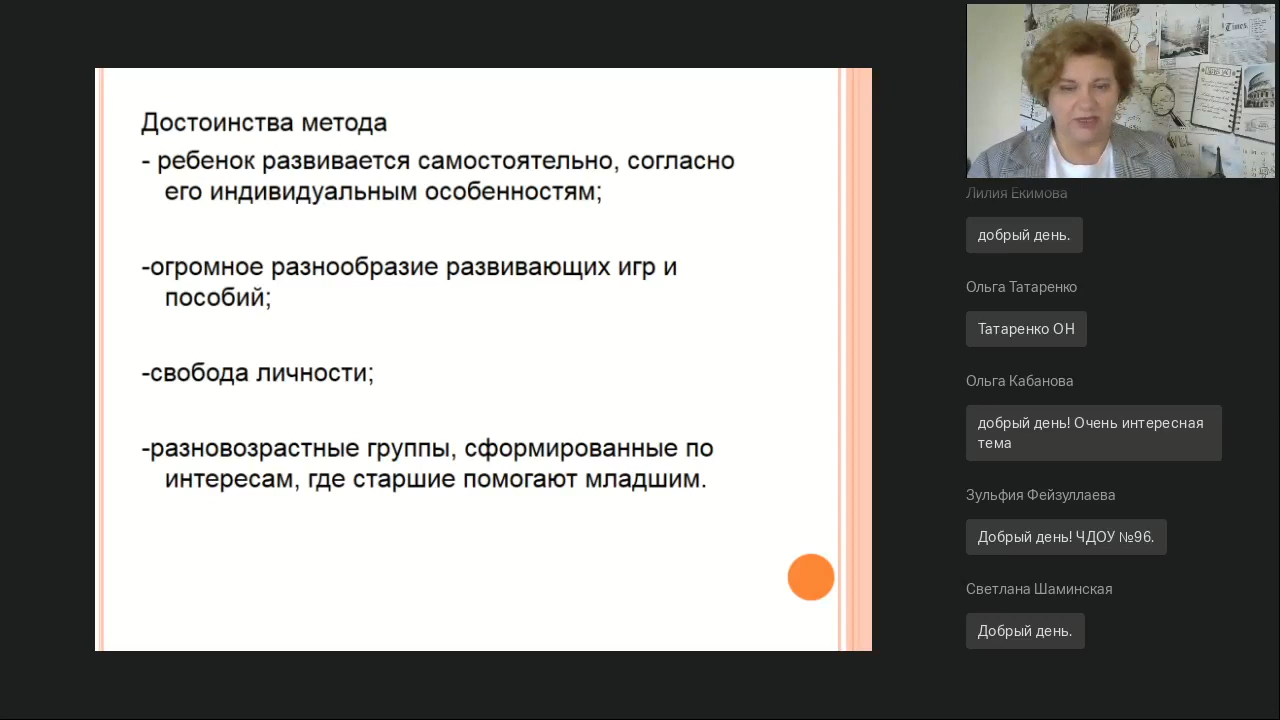 Достоинства метода
- ребенок развивается самостоятельно, согласно
его индивидуальным особенностям;
-огромное разнообразие развивающих игр и
пособий;
-свобода личности;
-разновозрастные группы, сформированные по
интересам, где старшие помогают младшим.
Times
WILL
Лилия Екимова
добрый день.
Ольга Татаренко
Татаренко ОН
Ольга Кабанова
добрый день! Очень интересная
тема
Зульфия Фейзуллаева
Добрый день! ЧДОУ №96.
Светлана Шаминская
Добрый день.